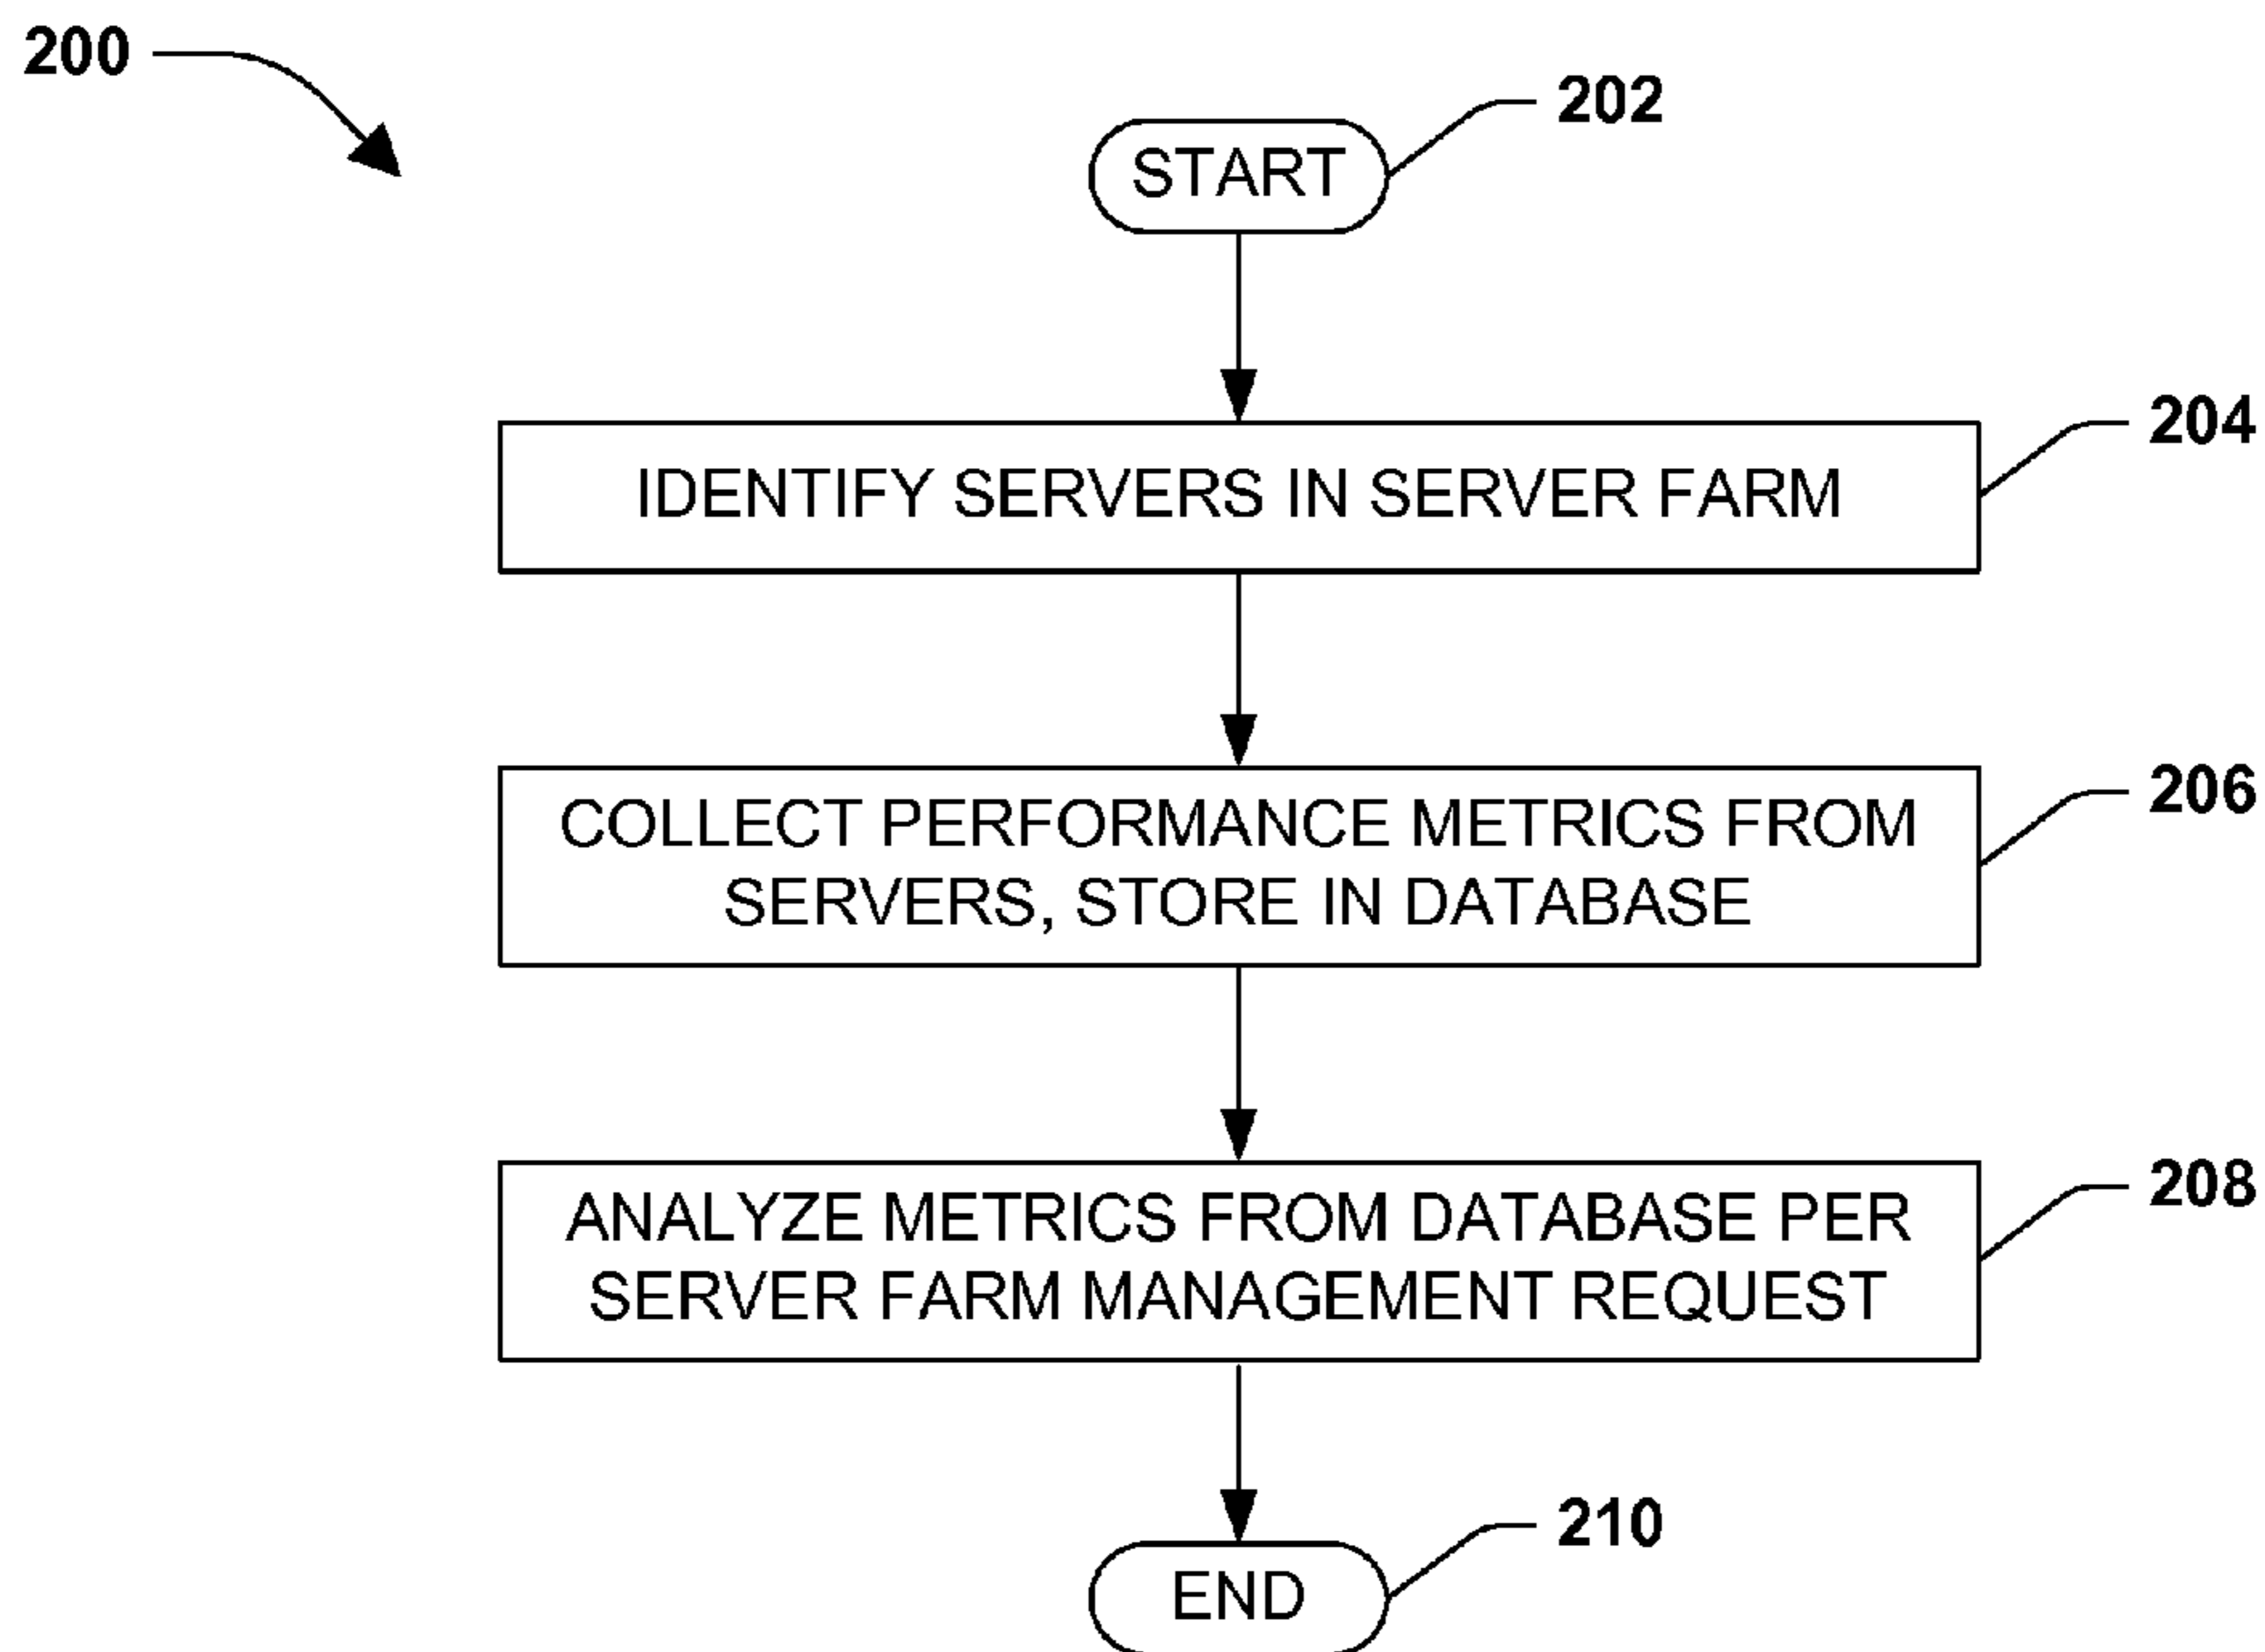 200
202
START
204
IDENTIFY SERVERS IN SERVER FARM
206
COLLECT PERFORMANCE METRICS FROM
SERVERS, STORE IN DATABASE
208
ANALYZE METRICS FROM DATABASE PER
SERVER FARM MANAGEMENT REQUEST
210
END